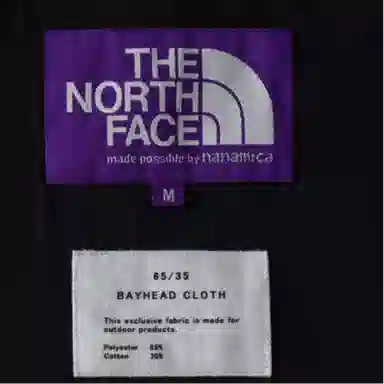 THE
NORTH
FACE
made possible by nanamica
M
65/35
BAYHEAD CLOTH
This exclusive fabric is made for
outdoor products.
Polyester 65%
Cotton 35%